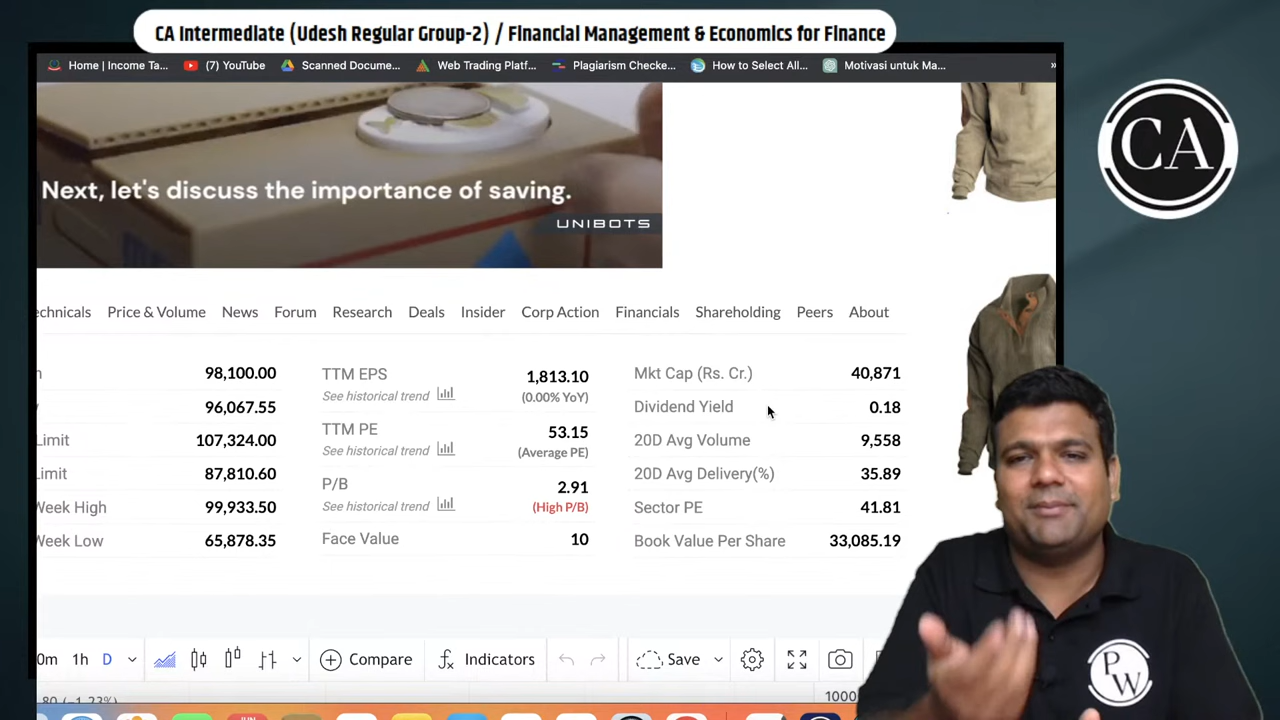 CA Intermediate (Udesh Regular Group-2) / Financial Management & Economics for Finance
Home | Income Ta...
(7) YouTube
Scanned Docume...
Web Trading Platf...
Plagiarism Checke...
How to Select All...
Motivasi untuk Ma...
»
CA
Next, let's discuss the importance of saving.
UNIBOTS
echnicals Price & Volume News Forum Research Deals Insider Corp Action Financials Shareholding Peers About
98,100.00
96,067.55
Limit 107,324.00
Limit 87,810.60
Week High 99,933.50
Week Low 65,878.35
TTM EPS 1,813.10
See historical trend (0.00% YoY)
TTM PE 53.15
See historical trend (Average PE)
P/B 2.91
See historical trend (High P/B)
Face Value 10
Mkt Cap (Rs. Cr.) 40,871
Dividend Yield 0.18
20D Avg Volume 9,558
20D Avg Delivery(%) 35.89
Sector PE 41.81
Book Value Per Share 33,085.19
0m 1h D Compare Indicators Save
80 (-1.23%)
1000
PW